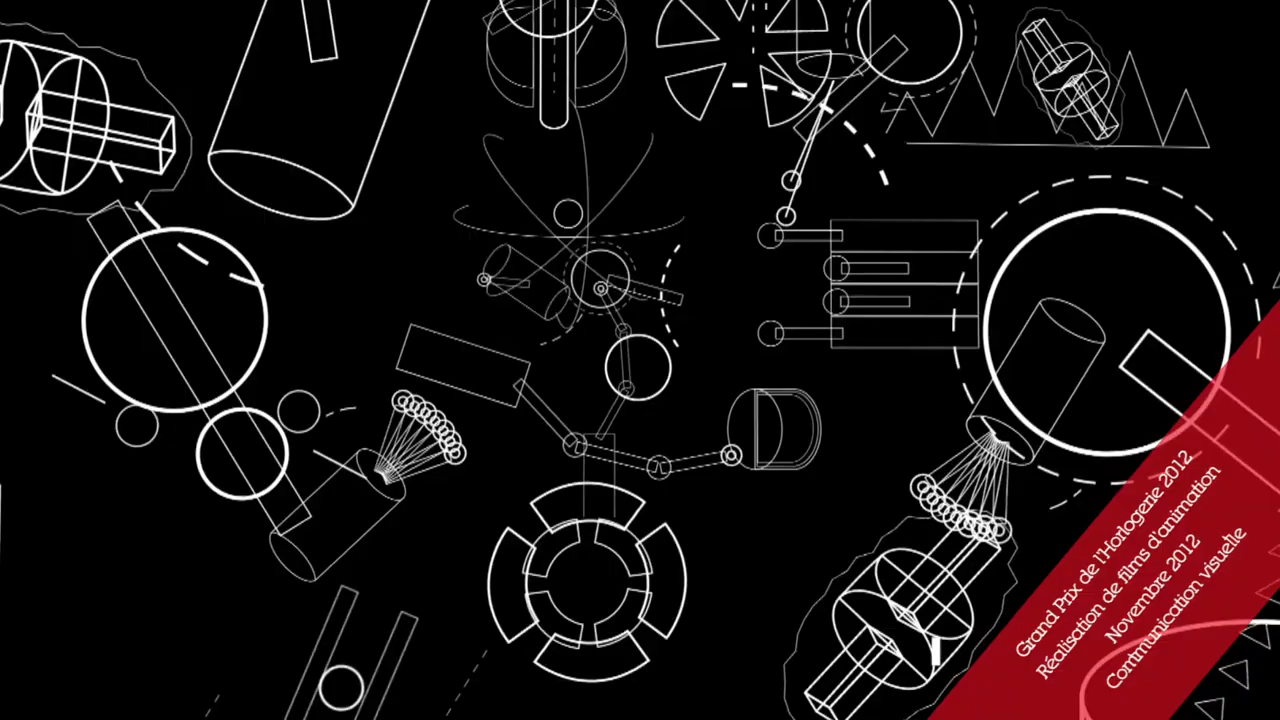 Grand Prix de l'Horlogerie 2012
Réalisation de films d'animation
Novembre 2012
Communication visuelle